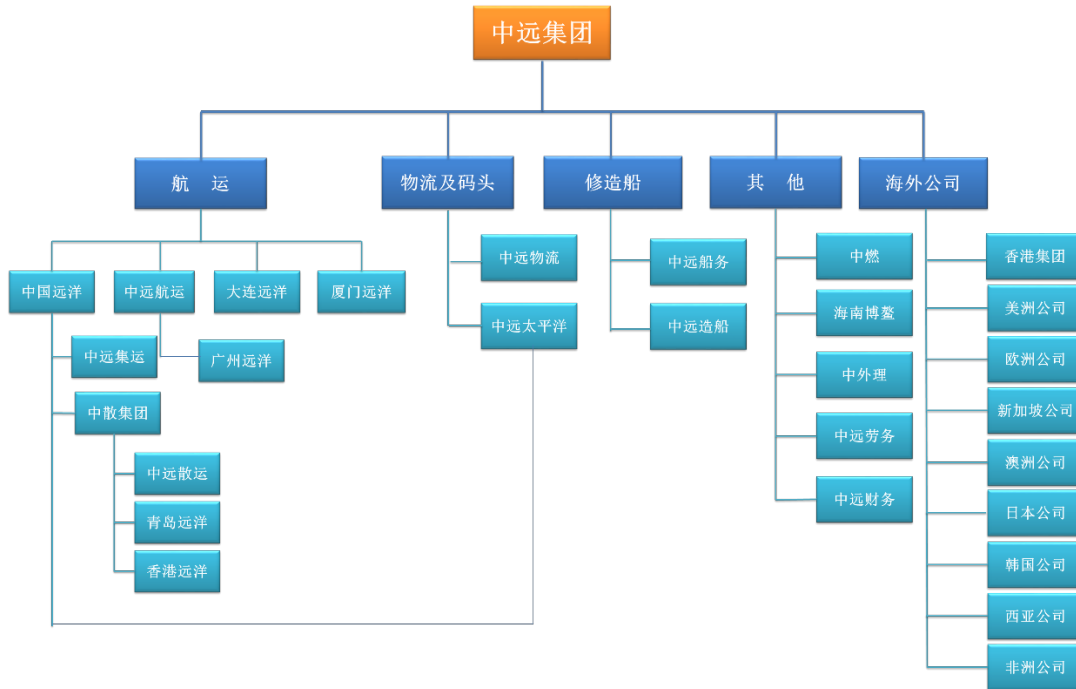 中远集团
航 运
物流及码头
修造船
其 他
海外公司
中国远洋
中远航运
大连远洋
厦门远洋
中远集运
广州远洋
中散集团
中远散运
青岛远洋
香港远洋
中远物流
中远太平洋
中远船务
中远造船
中燃
海南博鳌
中外理
中远劳务
中远财务
香港集团
美洲公司
欧洲公司
新加坡公司
澳洲公司
日本公司
韩国公司
西亚公司
非洲公司